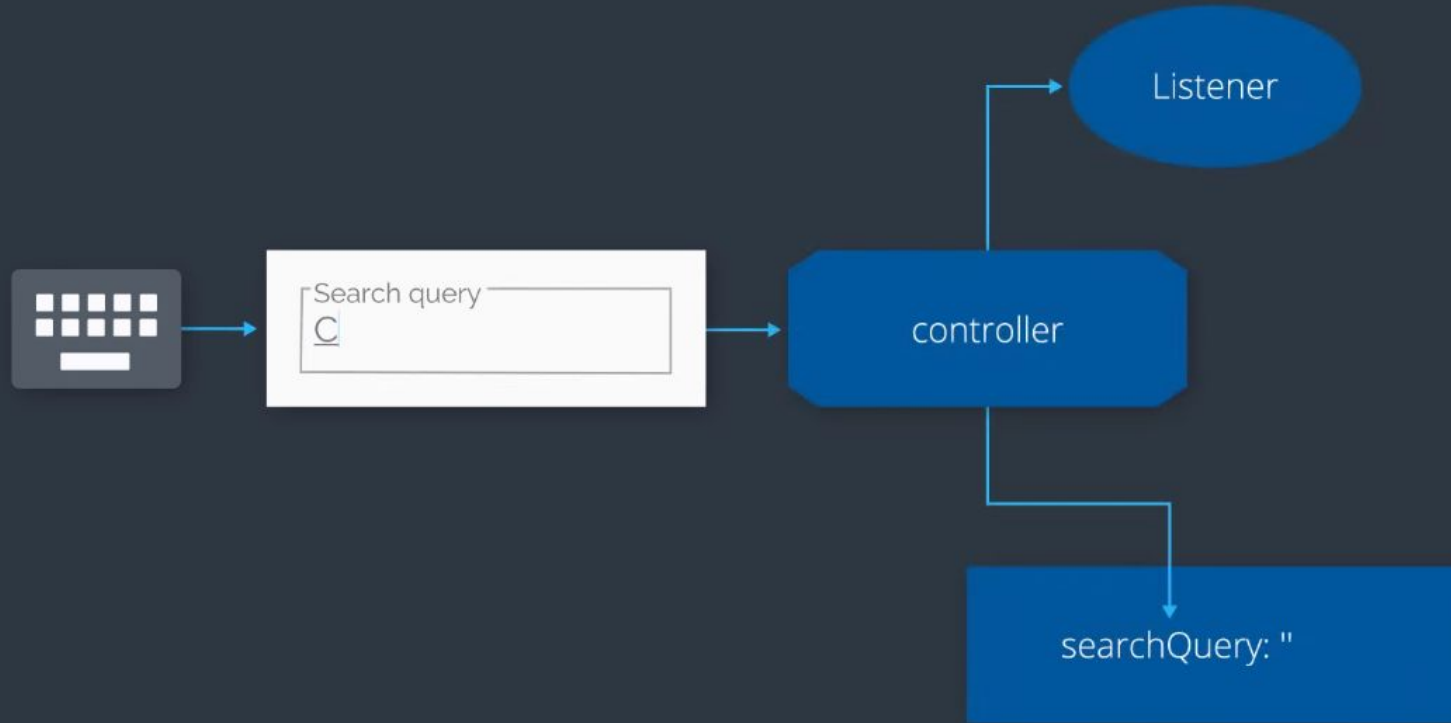 Listener
Search query
C
controller
searchQuery: "